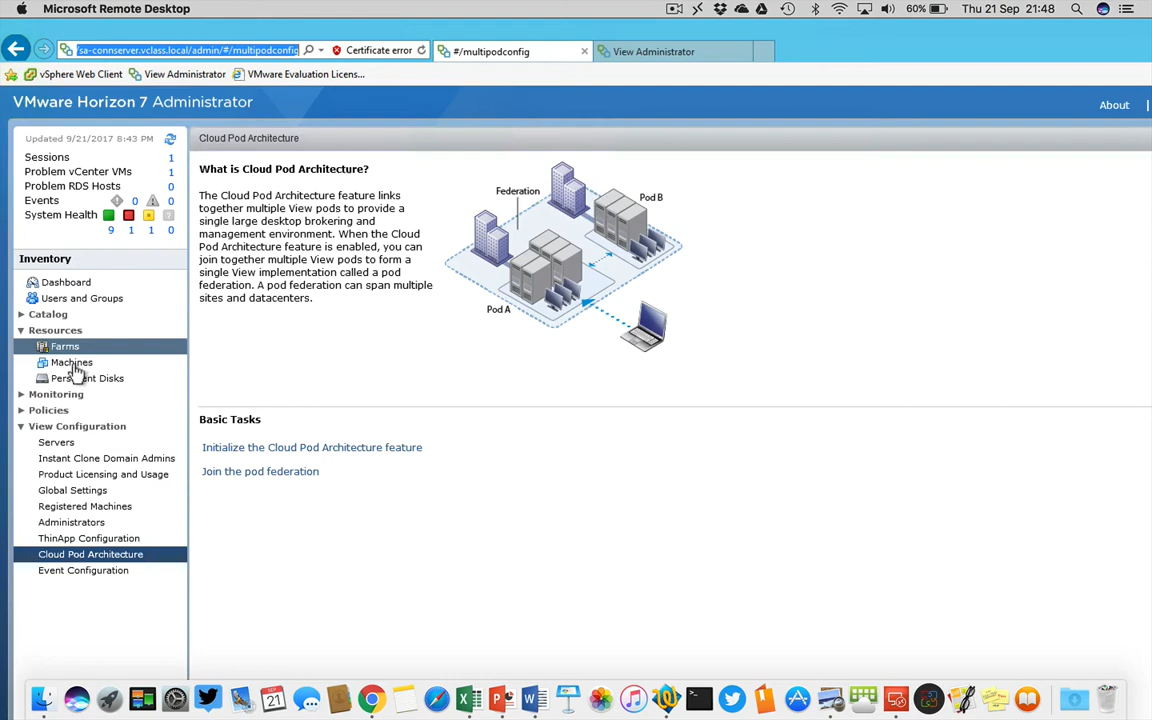 Microsoft Remote Desktop
60%
Thu 21 Sep 21:48
sa-connserver.vclass.local/admin/#/multipodconfig
Certificate error
#/multipodconfig
View Administrator
vSphere Web Client
View Administrator
VMware Evaluation Licens...
VMware Horizon 7 Administrator
About
Updated 9/21/2017 8:43 PM
Sessions 1
Problem vCenter VMs 1
Problem RDS Hosts 0
Events 0 0
System Health
9 1 1 0
Inventory
Dashboard
Users and Groups
Catalog
Resources
Farms
Machines
Disks
Monitoring
Policies
View Configuration
Servers
Instant Clone Domain Admins
Product Licensing and Usage
Global Settings
Registered Machines
Administrators
ThinApp Configuration
Cloud Pod Architecture
Event Configuration
Cloud Pod Architecture
What is Cloud Pod Architecture?
The Cloud Pod Architecture feature links
together multiple View pods to provide a
single large desktop brokering and
management environment. When the Cloud
Pod Architecture feature is enabled, you can
join together multiple View pods to form a
single View implementation called a pod
federation. A pod federation can span multiple
sites and datacenters.
Federation
Pod B
Pod A
Basic Tasks
Initialize the Cloud Pod Architecture feature
Join the pod federation
SEP
21